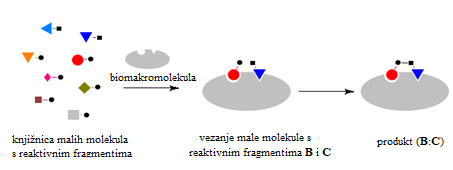 biomakromolekula
knjižnica malih molekula
s reaktivnim fragmentima
vezanje male molekule s
reaktivnim fragmentima B i C
produkt (B:C)